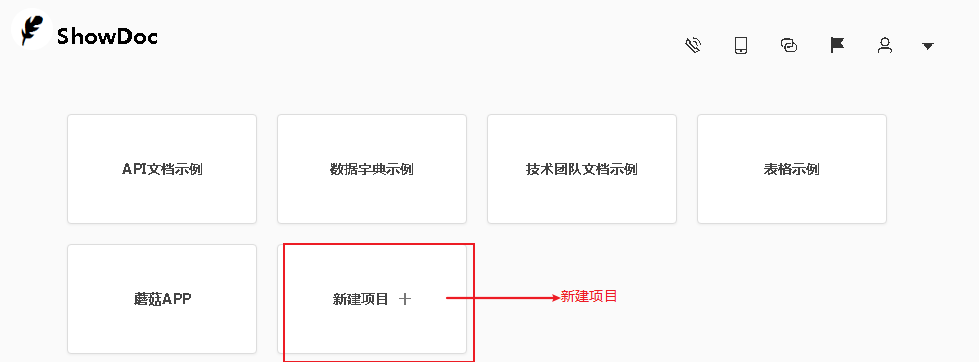 ShowDoc
API文档示例
数据字典示例
技术团队文档示例
表格示例
蘑菇APP
新建项目 +
新建项目